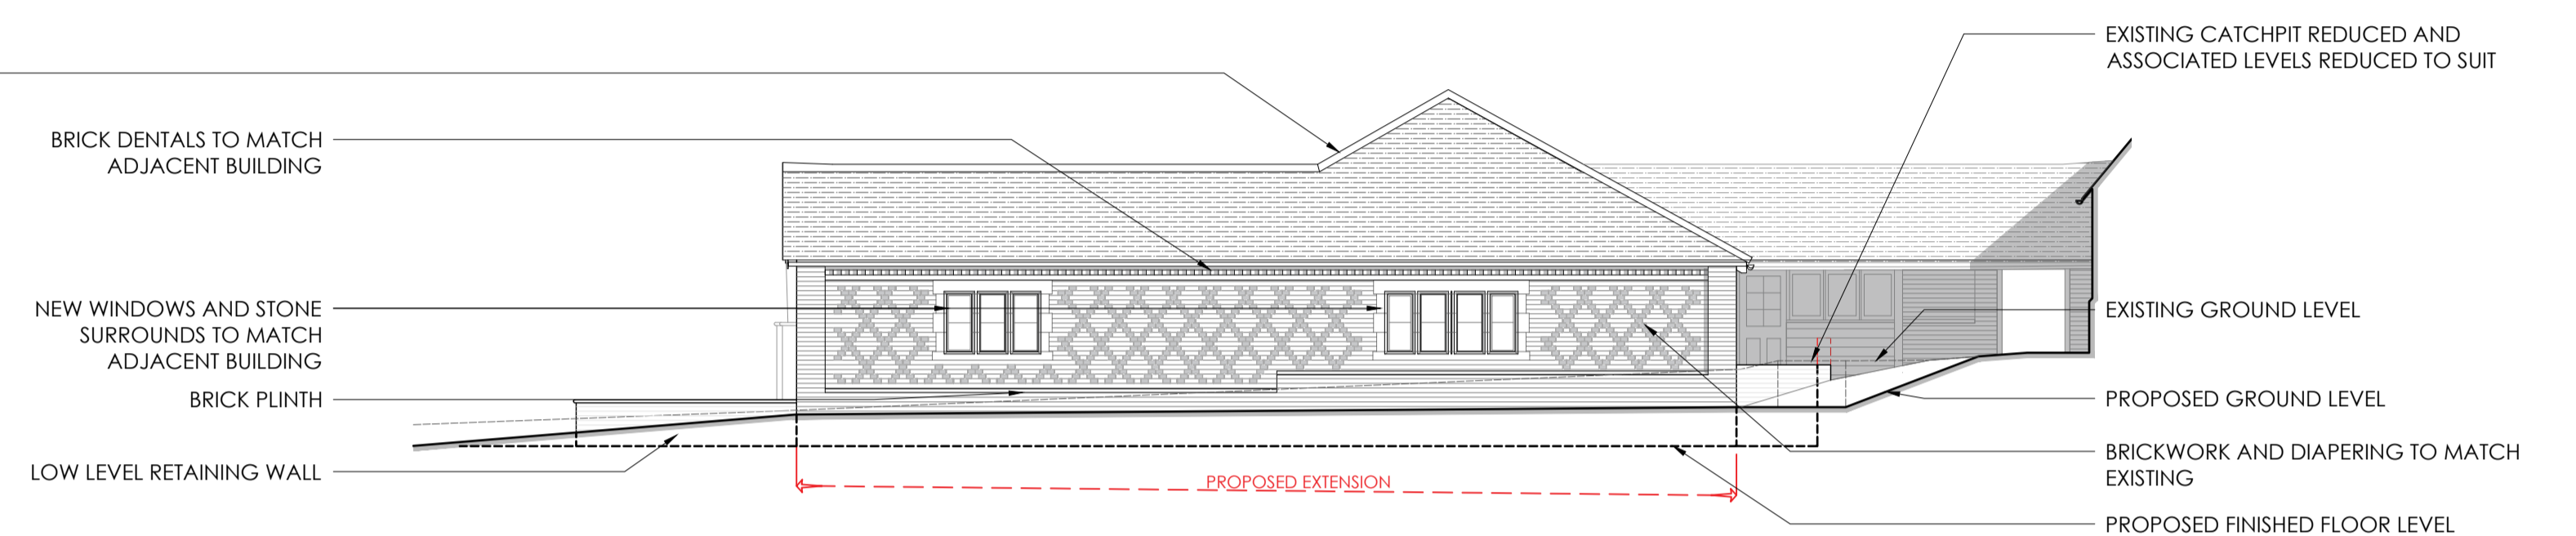 EXISTING CATCHPIT REDUCED AND
ASSOCIATED LEVELS REDUCED TO SUIT
BRICK DENTALS TO MATCH
ADJACENT BUILDING
NEW WINDOWS AND STONE
SURROUNDS TO MATCH
ADJACENT BUILDING
EXISTING GROUND LEVEL
BRICK PLINTH
PROPOSED GROUND LEVEL
LOW LEVEL RETAINING WALL
BRICKWORK AND DIAPERING TO MATCH
EXISTING
PROPOSED EXTENSION
PROPOSED FINISHED FLOOR LEVEL